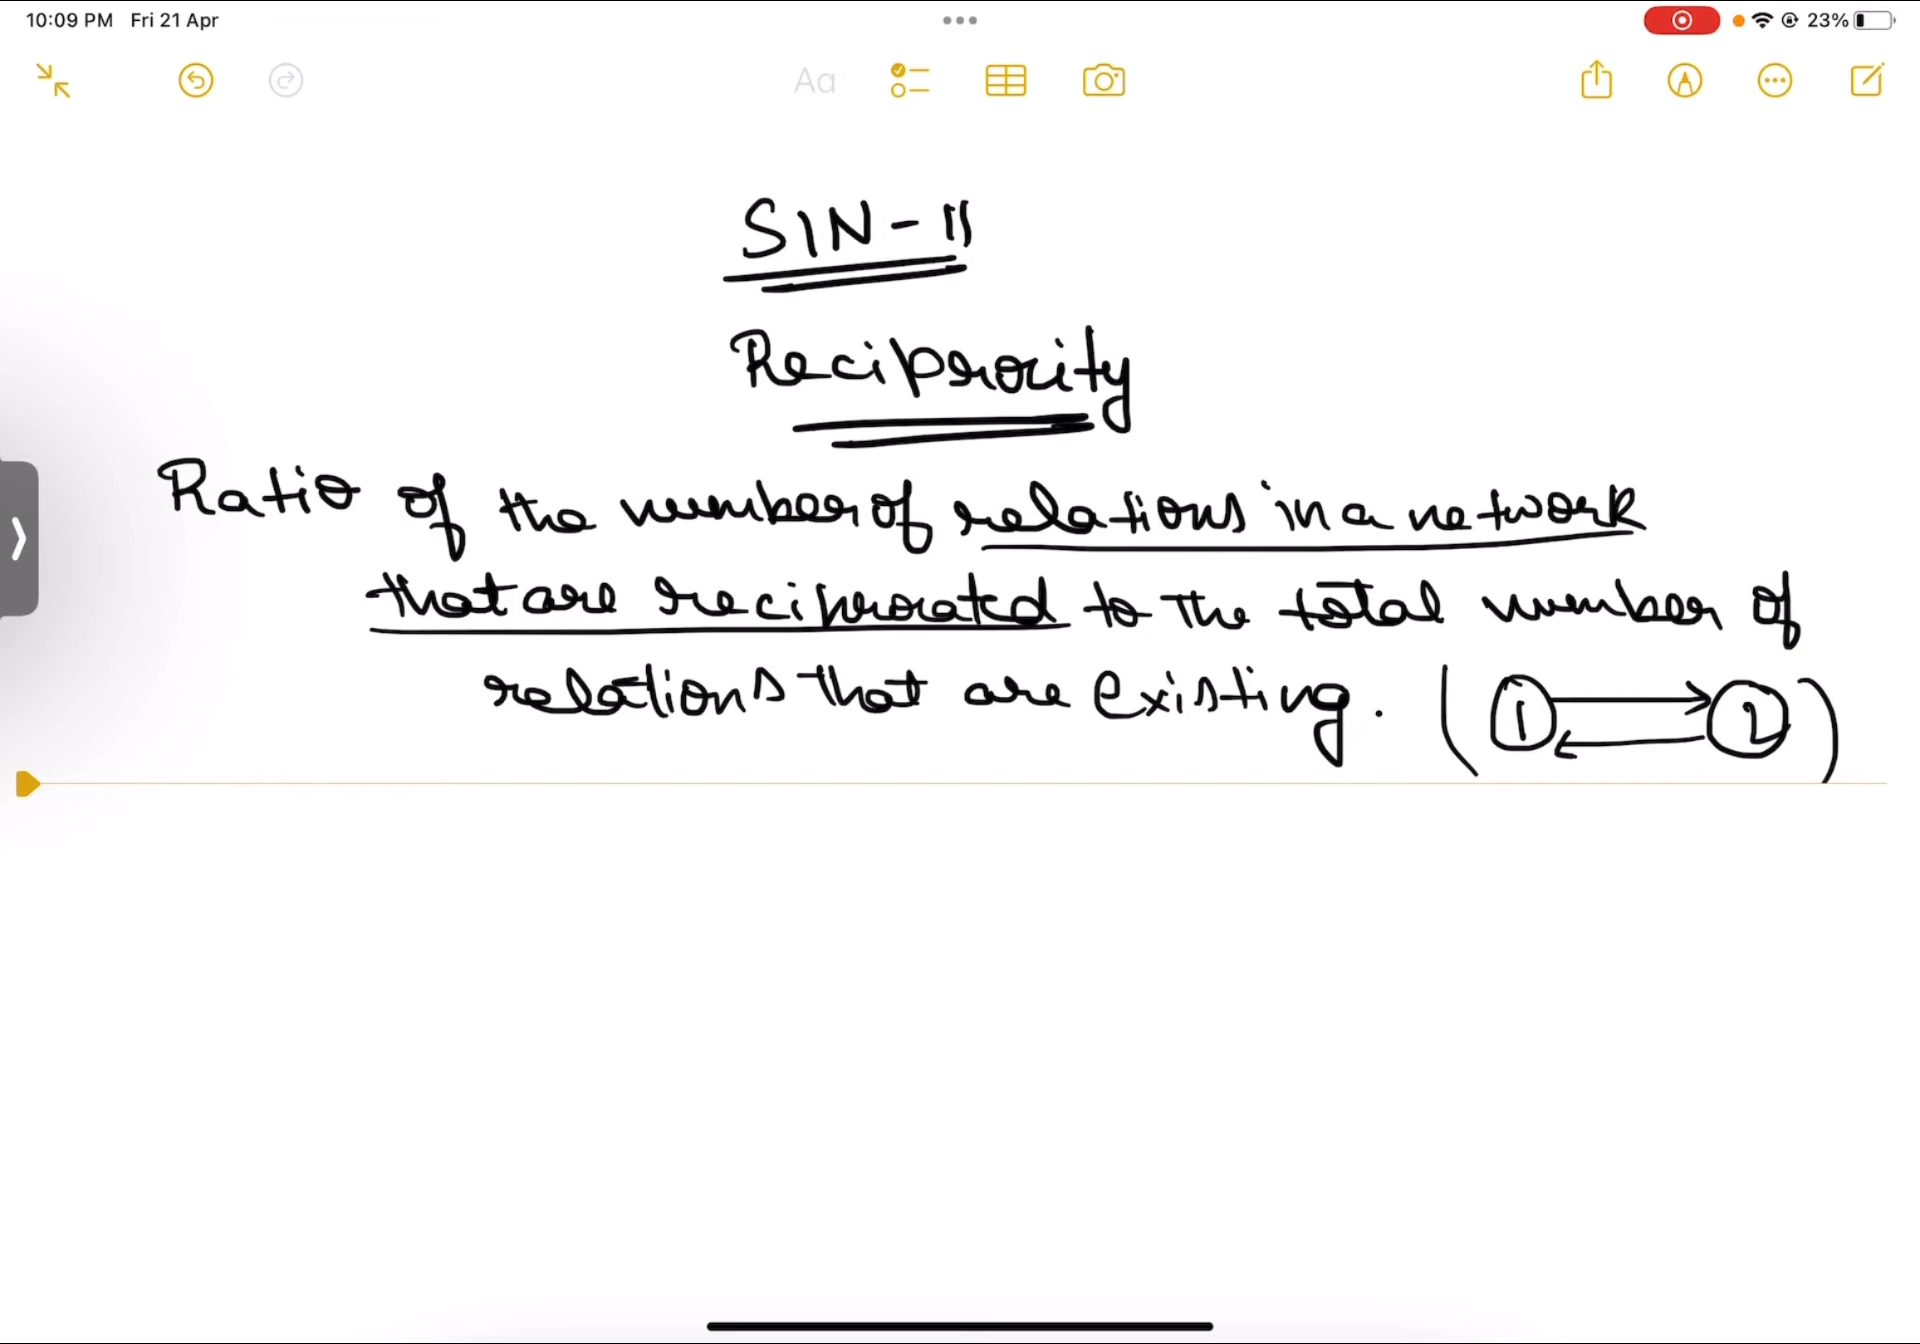 10:09 PM Fri 21 Apr 23%
Aa
SIN-11
Reciprocity
Ratio of the number of relations in a network
that are reciprocated to the total number of
relations that are existing. (1 2)